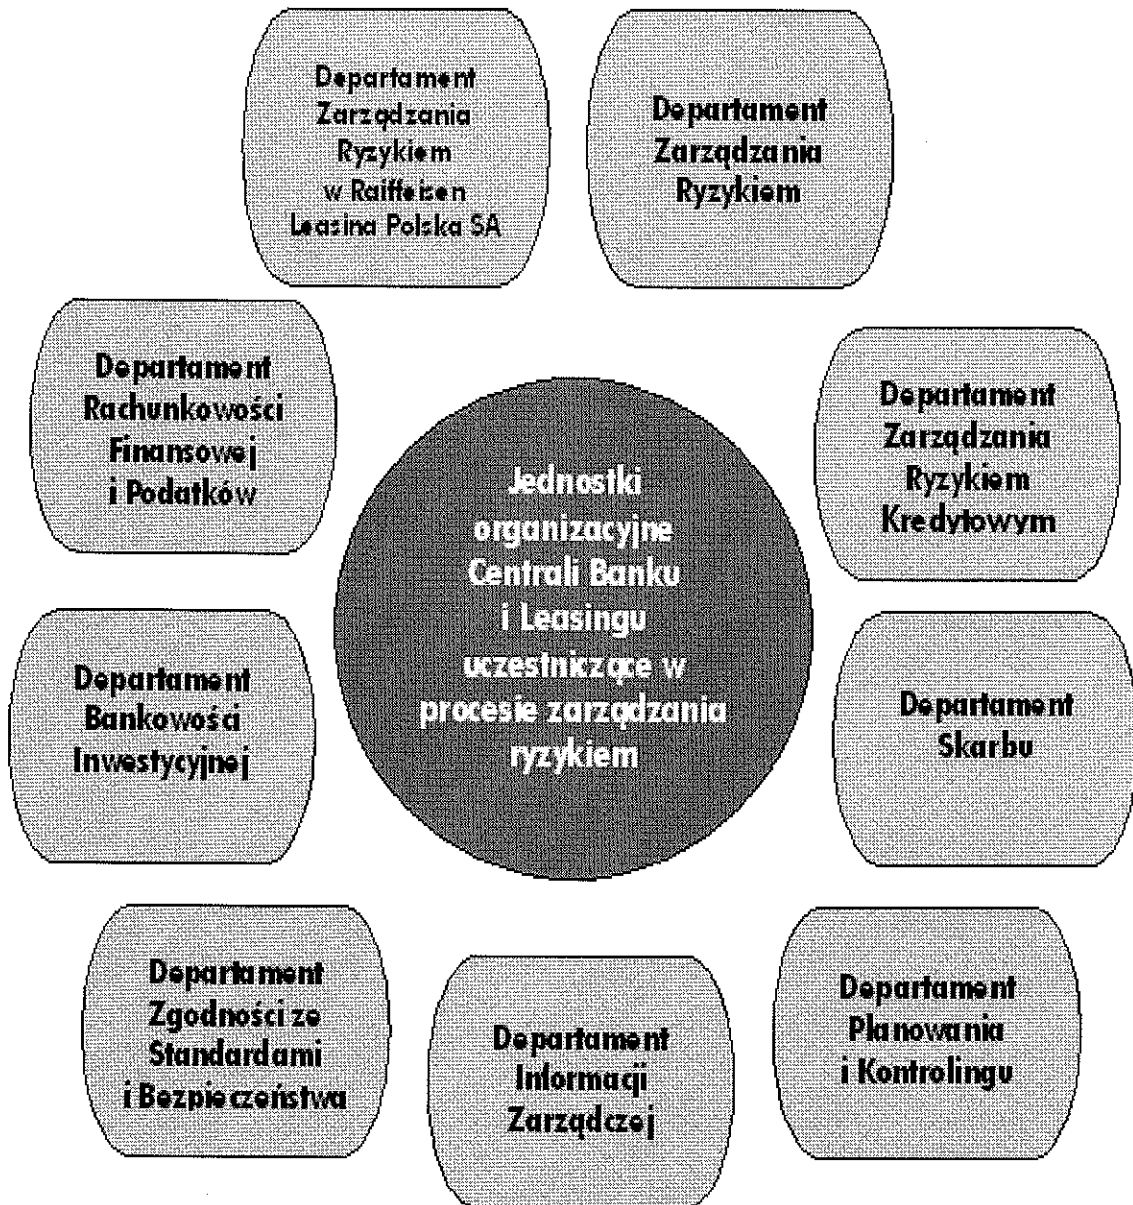 Departament
Zarządzania
Ryzykiem
w Raiffeisen
Leasina Polska SA
Departament
Zarządzania
Ryzykiem
Departament
Rachunkowości
Finansowej
i Podatków
Departament
Zarządzania
Ryzykiem
Kredytowym
Jednostki
organizacyjne
Centrali Banku
i Leasingu
uczestniczące w
procesie zarządzania
ryzykiem
Departament
Bankowości
Inwestycyjnej
Departament
Skarbu
Departament
Zgodności ze
Standardami
i Bezpieczeństwa
Departament
Informacji
Zarządczej
Departament
Planowania
i Kontrolingu